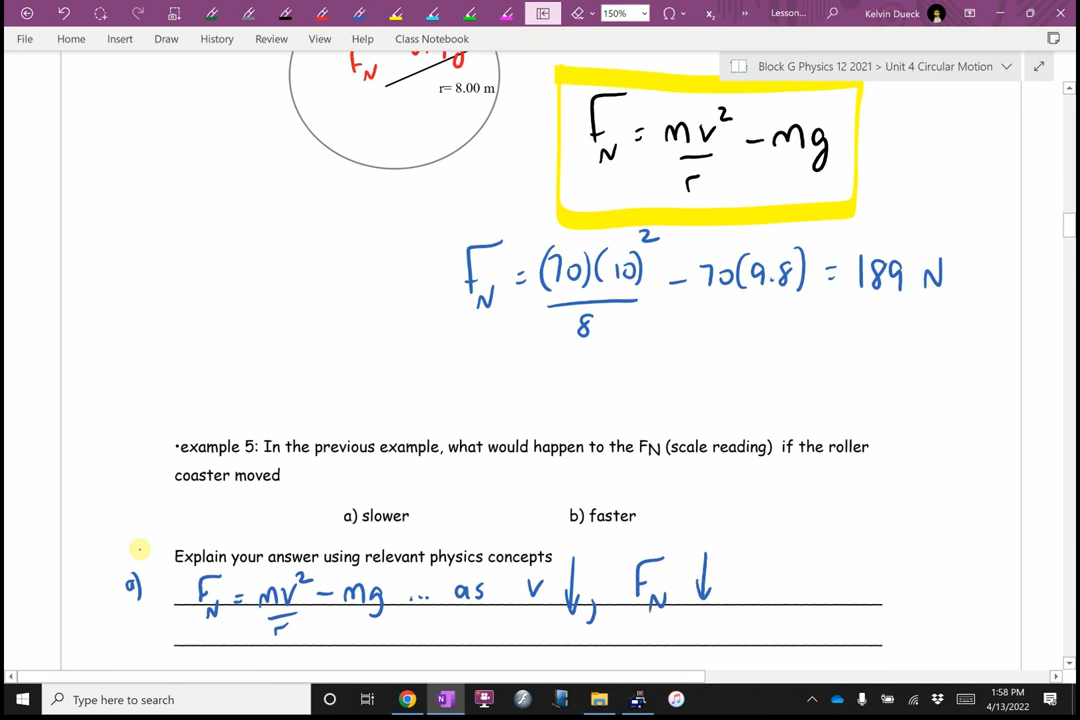 150% Lesson... Kelvin Dueck
File Home Insert Draw History Review View Help Class Notebook
Block G Physics 12 2021 > Unit 4 Circular Motion
F_N
r= 8.00 m
F_N = mv²/r - mg
F_N = (70)(10)²/8 - 70(9.8) = 189 N
•example 5: In the previous example, what would happen to the F_N (scale reading) if the roller
coaster moved
a) slower b) faster
Explain your answer using relevant physics concepts
a) F_N = mv²/r - mg ... as v ↓, F_N ↓
Type here to search
1:58 PM
4/13/2022